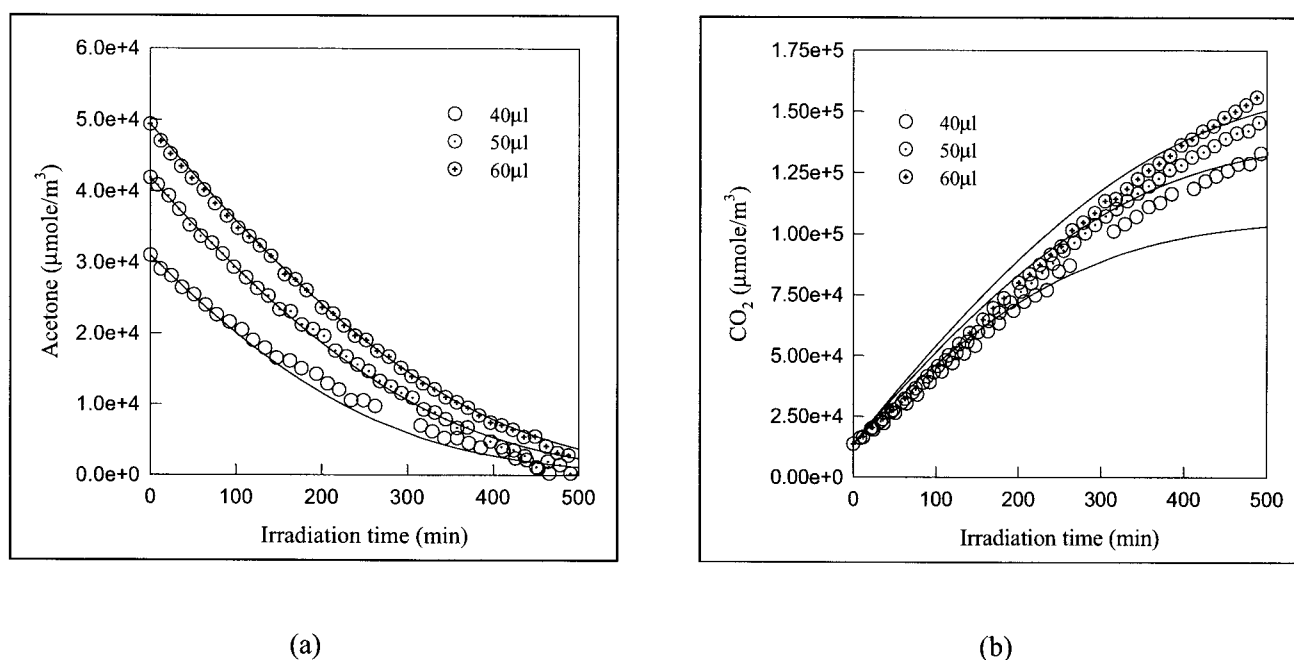 6.0e+4
5.0e+4
4.0e+4
3.0e+4
2.0e+4
1.0e+4
0.0e+0
Acetone (μmole/m³)
40μl
50μl
60μl
0 100 200 300 400 500
Irradiation time (min)
(a)
1.75e+5
1.50e+5
1.25e+5
1.00e+5
7.50e+4
5.00e+4
2.50e+4
0.00e+0
CO₂ (μmole/m³)
40μl
50μl
60μl
0 100 200 300 400 500
Irradiation time (min)
(b)